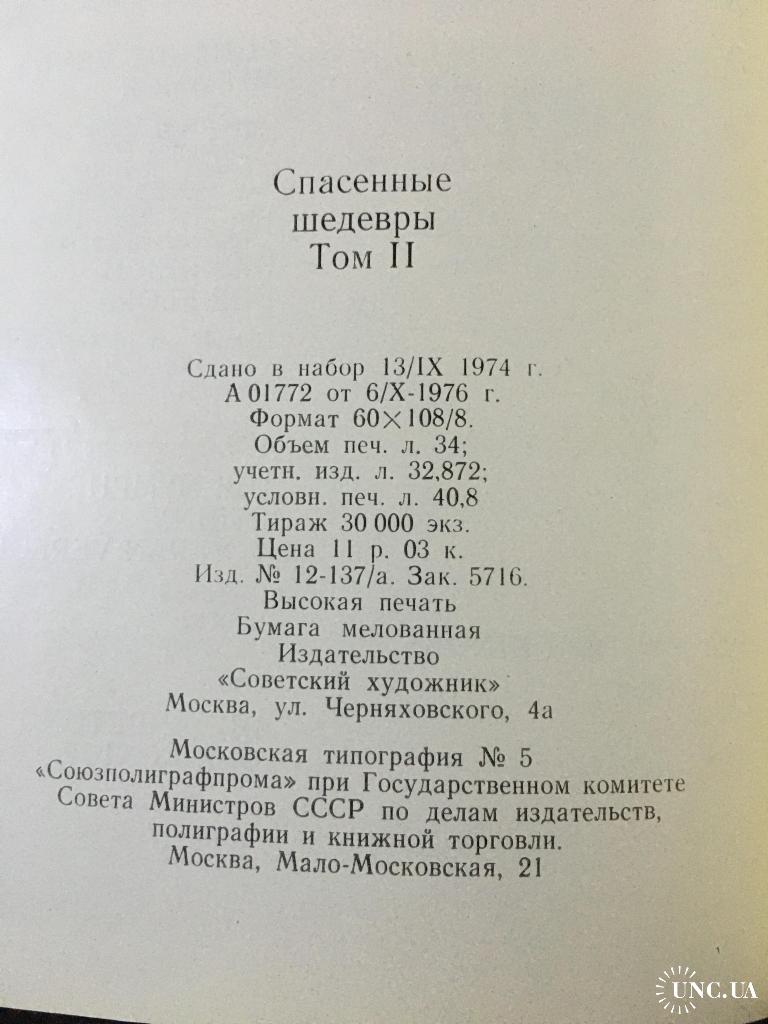 Спасенные
шедевры
Том II
Сдано в набор 13/IX 1974 г.
А 01772 от 6/X-1976 г.
Формат 60×108/8.
Объем печ. л. 34;
учетн. изд. л. 32,872;
условн. печ. л. 40,8
Тираж 30 000 экз.
Цена 11 р. 03 к.
Изд. № 12-137/а. Зак. 5716.
Высокая печать
Бумага мелованная
Издательство
«Советский художник»
Москва, ул. Черняховского, 4а
Московская типография № 5
«Союзполиграфпрома» при Государственном комитете
Совета Министров СССР по делам издательств,
полиграфии и книжной торговли.
Москва, Мало-Московская, 21
UNC.UA